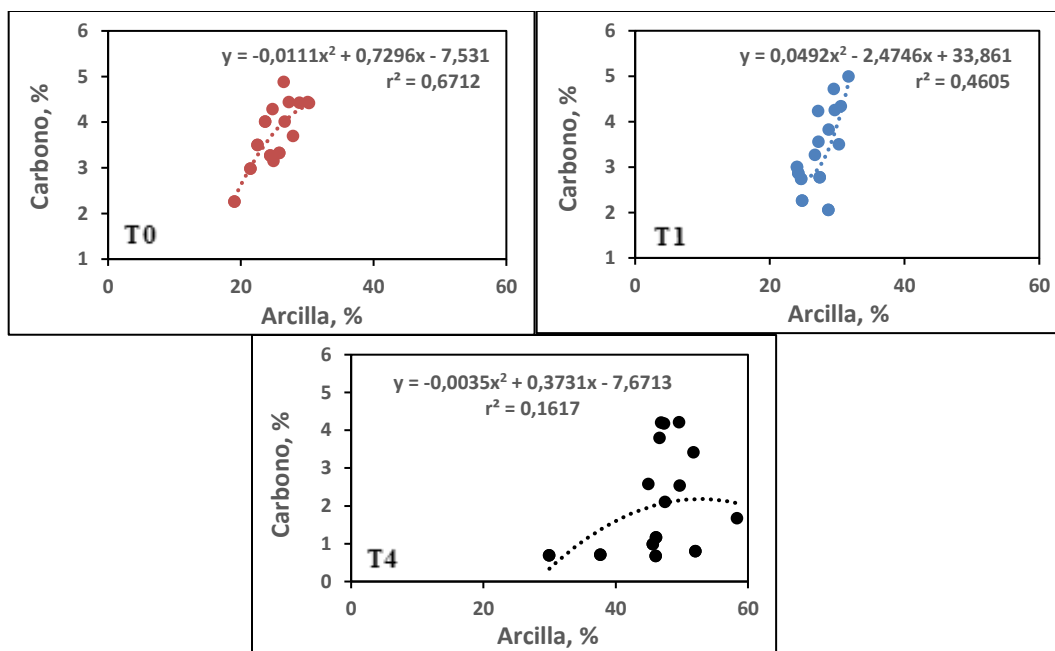 6
5
4
3
2
1
Carbono, %
y = -0,0111x² + 0,7296x - 7,531
r² = 0,6712
T0
0 20 40 60
Arcilla, %
6
5
4
3
2
1
Carbono, %
y = 0,0492x² - 2,4746x + 33,861
r² = 0,4605
T1
0 20 40 60
Arcilla, %
6
5
4
3
2
1
0
Carbono, %
y = -0,0035x² + 0,3731x - 7,6713
r² = 0,1617
T4
0 20 40 60
Arcilla, %